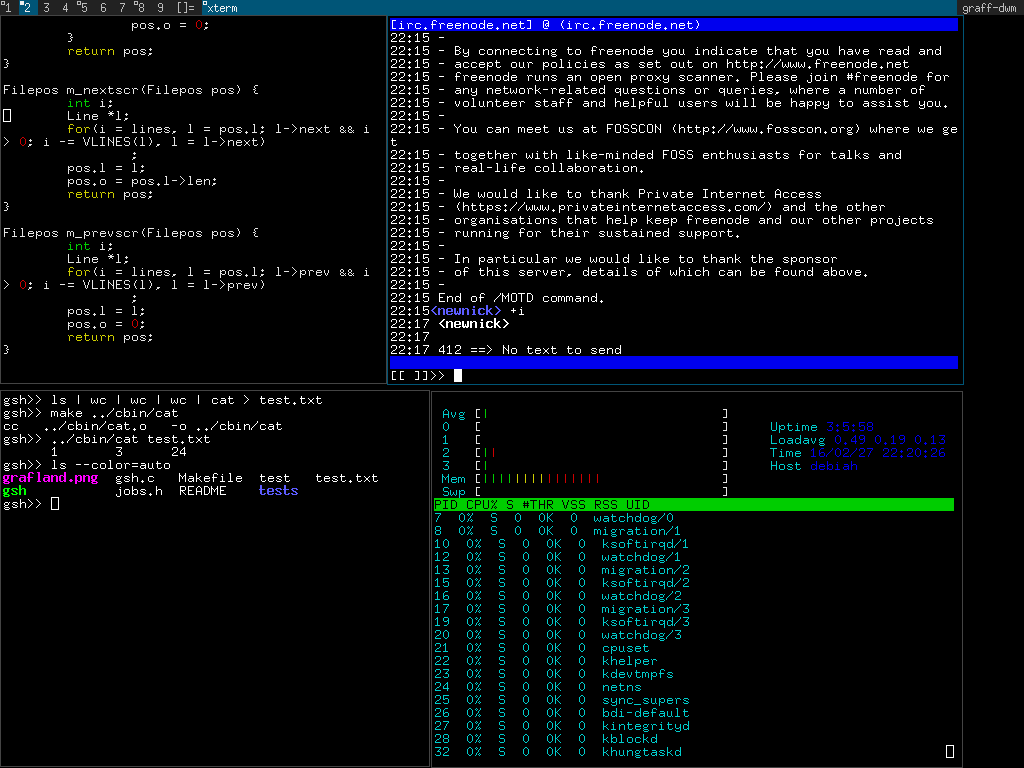 1 2 3 4 5 6 7 8 9 []= xterm graff-dwm
pos.o = 0;
}
return pos;
}
Filepos m_nextscr(Filepos pos) {
int i;
Line *l;
for(i = lines, l = pos.l; l->next && i
> 0; i -= VLINES(l), l = l->next)
;
pos.l = l;
pos.o = pos.l->len;
return pos;
}
Filepos m_prevscr(Filepos pos) {
int i;
Line *l;
for(i = lines, l = pos.l; l->prev && i
> 0; i -= VLINES(l), l = l->prev)
;
pos.l = l;
pos.o = 0;
return pos;
}
[irc.freenode.net] @ (irc.freenode.net)
22:15 -
22:15 - By connecting to freenode you indicate that you have read and
22:15 - accept our policies as set out on http://www.freenode.net
22:15 - freenode runs an open proxy scanner. Please join #freenode for
22:15 - any network-related questions or queries, where a number of
22:15 - volunteer staff and helpful users will be happy to assist you.
22:15 -
22:15 - You can meet us at FOSSCON (http://www.fosscon.org) where we ge
t
22:15 - together with like-minded FOSS enthusiasts for talks and
22:15 - real-life collaboration.
22:15 -
22:15 - We would like to thank Private Internet Access
22:15 - (https://www.privateinternetaccess.com/) and the other
22:15 - organisations that help keep freenode and our other projects
22:15 - running for their sustained support.
22:15 -
22:15 - In particular we would like to thank the sponsor
22:15 - of this server, details of which can be found above.
22:15 -
22:15 End of /MOTD command.
22:15<newnick> +i
22:17 <newnick>
22:17
22:17 412 ==> No text to send
[[ ]]>>
gsh>> ls | wc | wc | wc | cat > test.txt
gsh>> make ../cbin/cat
cc ../cbin/cat.o -o ../cbin/cat
gsh>> ../cbin/cat test.txt
1 3 24
gsh>> ls --color=auto
grafland.png gsh.c Makefile test test.txt
gsh jobs.h README tests
gsh>>
Avg [| ]
0 [ ] Uptime 3:5:58
1 [ ] Loadavg 0.49 0.19 0.13
2 [|| ] Time 16/02/27 22:20:26
3 [| ] Host debian
Mem [|||||||||||||||| ]
Swp [ ]
PID CPU% S #THR VSS RSS UID
7 0% S 0 0K 0 watchdog/0
8 0% S 0 0K 0 migration/1
10 0% S 0 0K 0 ksoftirqd/1
12 0% S 0 0K 0 watchdog/1
13 0% S 0 0K 0 migration/2
15 0% S 0 0K 0 ksoftirqd/2
16 0% S 0 0K 0 watchdog/2
17 0% S 0 0K 0 migration/3
19 0% S 0 0K 0 ksoftirqd/3
20 0% S 0 0K 0 watchdog/3
21 0% S 0 0K 0 cpuset
22 0% S 0 0K 0 khelper
23 0% S 0 0K 0 kdevtmpfs
24 0% S 0 0K 0 netns
25 0% S 0 0K 0 sync_supers
26 0% S 0 0K 0 bdi-default
27 0% S 0 0K 0 kintegrityd
28 0% S 0 0K 0 kblockd
32 0% S 0 0K 0 khungtaskd